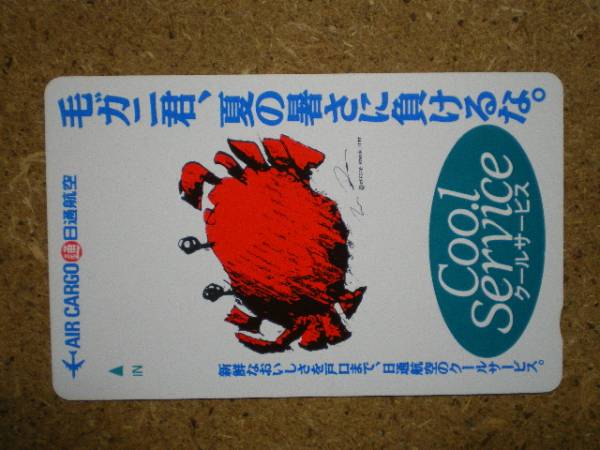 毛ガニ君、夏の暑さに負けるな。
Cool
Service
クールサービス
AIR CARGO 通 日通航空
IN
新鮮なおいしさを戸口まで、日通航空のクールサービス。